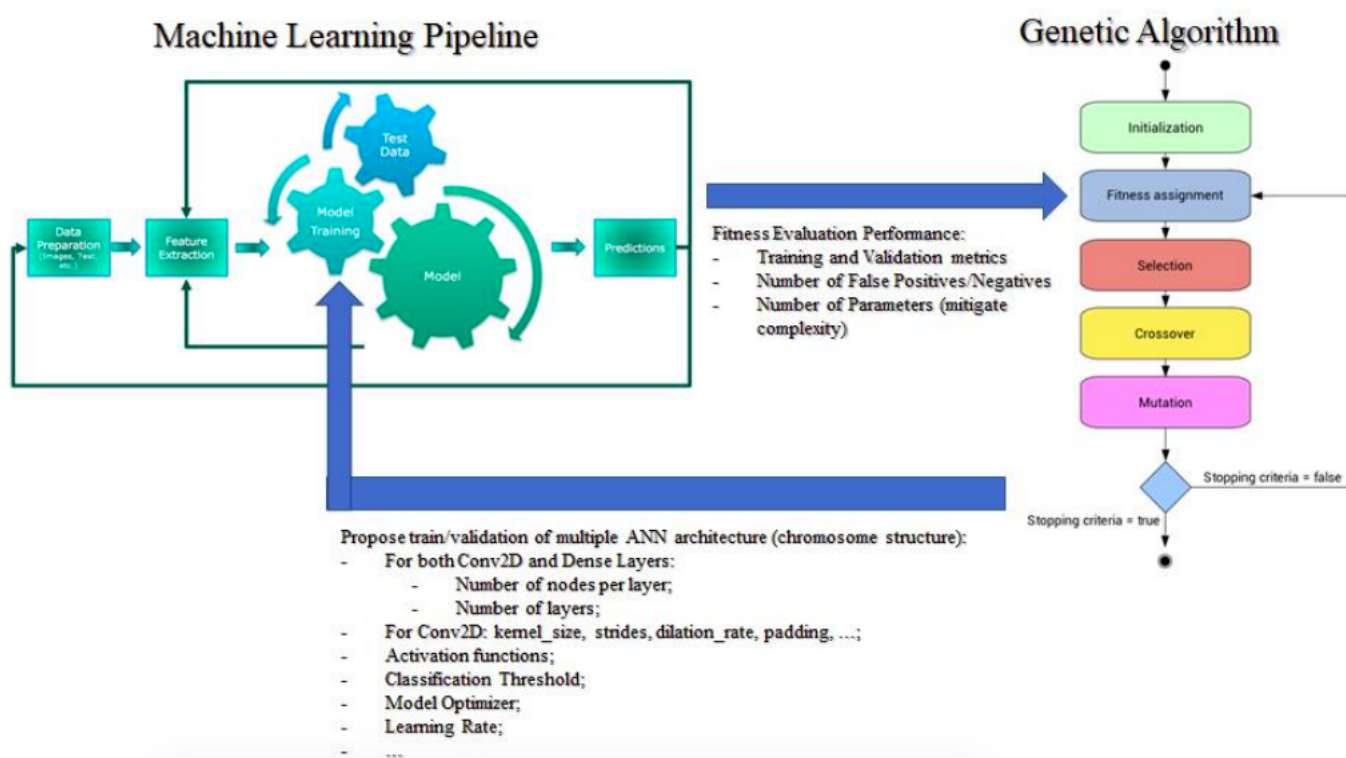 Machine Learning Pipeline
Genetic Algorithm
Test
Data
Model
Training
Model
Data
Preparation
(Images, Text,
etc.)
Feature
Extraction
Predictions
Fitness Evaluation Performance:
- Training and Validation metrics
- Number of False Positives/Negatives
- Number of Parameters (mitigate
complexity)
Initialization
Fitness assignment
Selection
Crossover
Mutation
Stopping criteria = false
Stopping criteria = true
Propose train/validation of multiple ANN architecture (chromosome structure):
- For both Conv2D and Dense Layers:
- Number of nodes per layer;
- Number of layers;
- For Conv2D: kernel_size, strides, dilation_rate, padding, ...;
- Activation functions;
- Classification Threshold;
- Model Optimizer;
- Learning Rate;
- ...